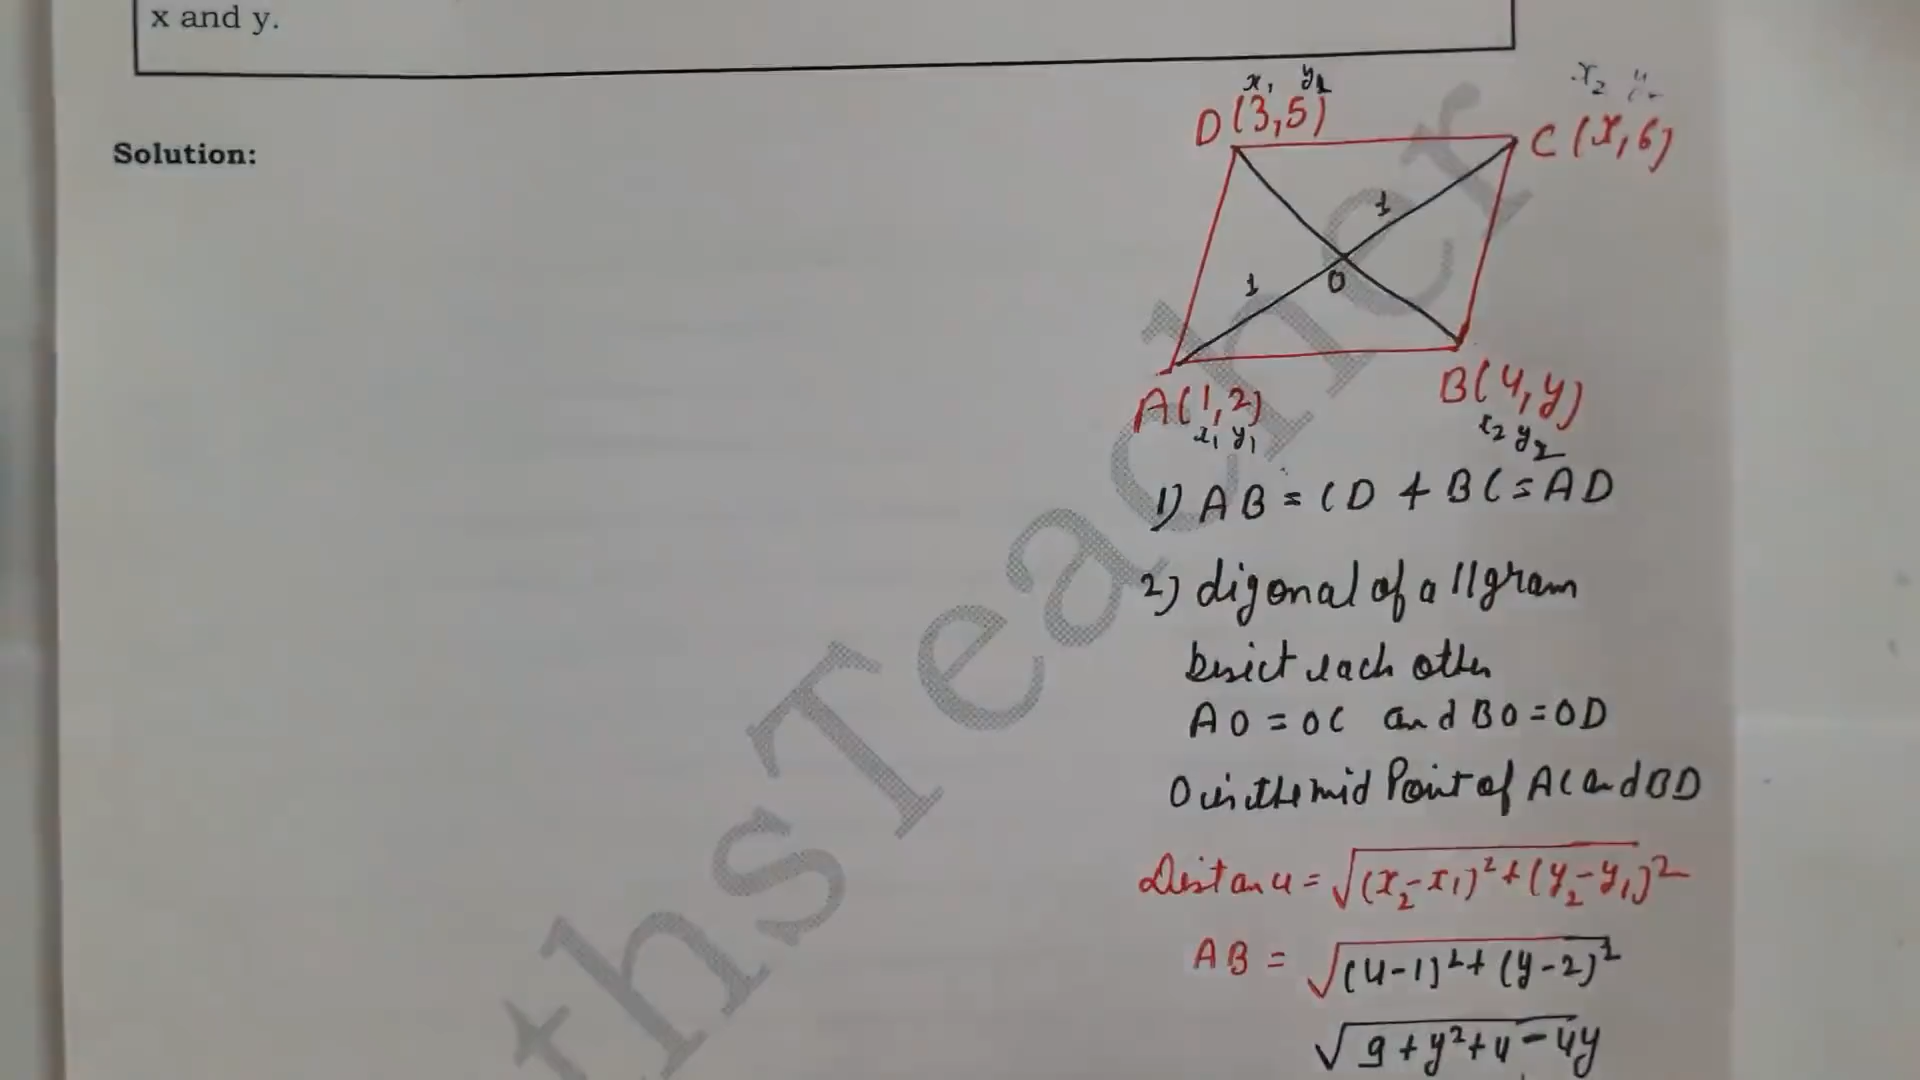 x and y.
Solution:
x₁ y₁
D(3,5)
x₂
C(x,6)
1
1
O
A(1,2)
x₁ y₁
B(4,y)
x₂ y₂
1) AB = CD + BC = AD
2) digonal of a llgram
besict each other
AO = OC and BO = OD
O is the mid Point of AC and BD
Distance = √(x₂-x₁)²+(y₂-y₁)²
AB = √(4-1)²+(y-2)²
√9+y²+4-4y
hsTeacher